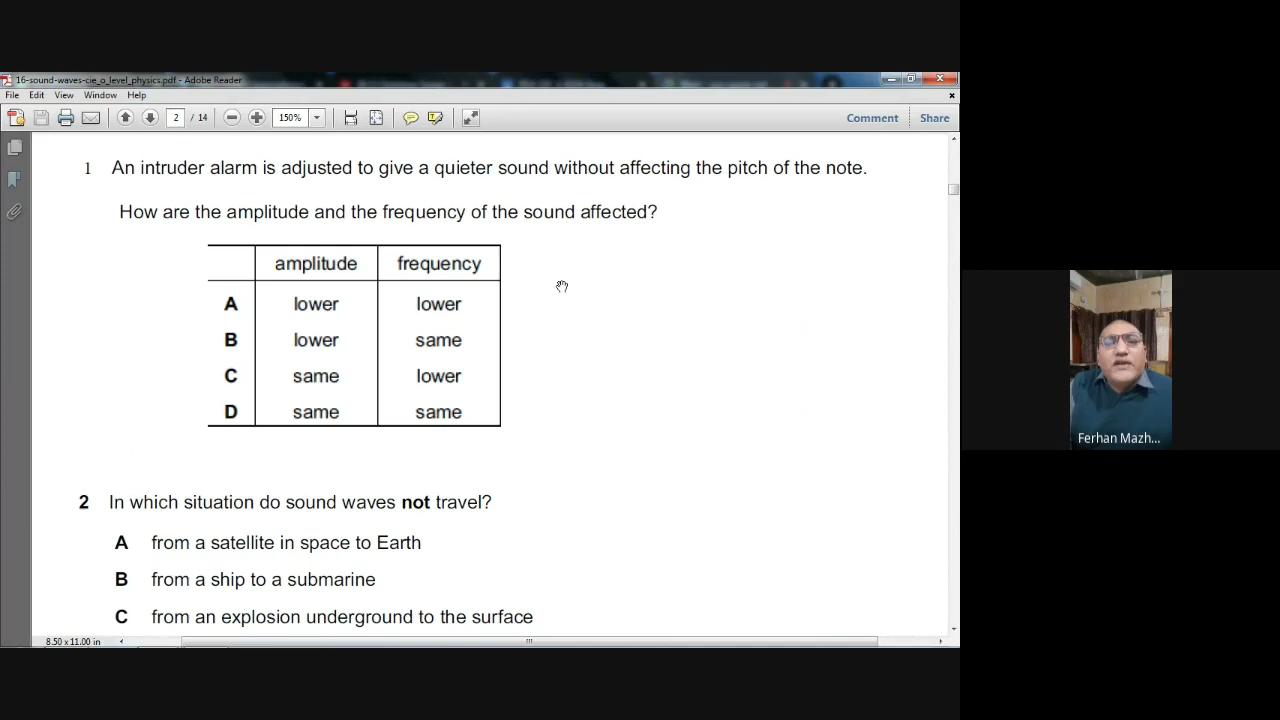 16-sound-waves-cie_o_level_physics.pdf - Adobe Reader
File Edit View Window Help
2 / 14 150% Comment Share
1 An intruder alarm is adjusted to give a quieter sound without affecting the pitch of the note.
How are the amplitude and the frequency of the sound affected?
amplitude frequency
A lower lower
B lower same
C same lower
D same same
2 In which situation do sound waves not travel?
A from a satellite in space to Earth
B from a ship to a submarine
C from an explosion underground to the surface
8.50 x 11.00 in
Ferhan Mazh...